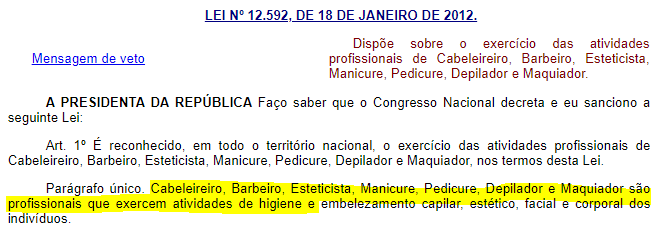 LEI Nº 12.592, DE 18 DE JANEIRO DE 2012.
Mensagem de veto
Dispõe sobre o exercício das atividades
profissionais de Cabeleireiro, Barbeiro, Esteticista,
Manicure, Pedicure, Depilador e Maquiador.
A PRESIDENTA DA REPÚBLICA Faço saber que o Congresso Nacional decreta e eu sanciono a
seguinte Lei:
Art. 1º É reconhecido, em todo o território nacional, o exercício das atividades profissionais de
Cabeleireiro, Barbeiro, Esteticista, Manicure, Pedicure, Depilador e Maquiador, nos termos desta Lei.
Parágrafo único. Cabeleireiro, Barbeiro, Esteticista, Manicure, Pedicure, Depilador e Maquiador são
profissionais que exercem atividades de higiene e embelezamento capilar, estético, facial e corporal dos
indivíduos.